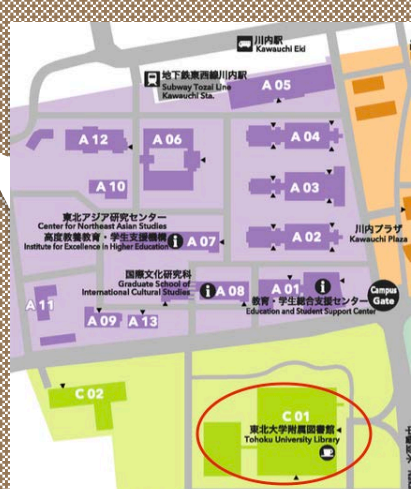 川内駅
Kawauchi Eki
地下鉄東西線川内駅
Subway Tozai Line
Kawauchi Sta.
A 05
A 12
A 06
A 04
A 10
A 03
東北アジア研究センター
Center for Northeast Asian Studies
高度教養教育・学生支援機構
Institute for Excellence in Higher Education
A 07
A 02
川内プラザ
Kawauchi Plaza
国際文化研究科
Graduate School of
International Cultural Studies
A 08
A 01
教育・学生総合支援センター
Education and Student Support Center
Campus
Gate
A 11
A 09
A 13
C 02
C 01
東北大学附属図書館
Tohoku University Library